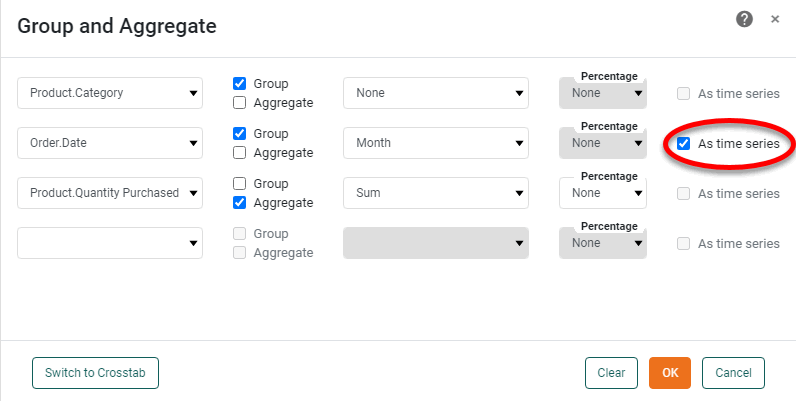 Group and Aggregate
? ×
Product.Category Group Aggregate None Percentage None As time series
Order.Date Group Aggregate Month Percentage None As time series
Product.Quantity Purchased Group Aggregate Sum Percentage None As time series
Group Aggregate Percentage None As time series
Switch to Crosstab Clear OK Cancel